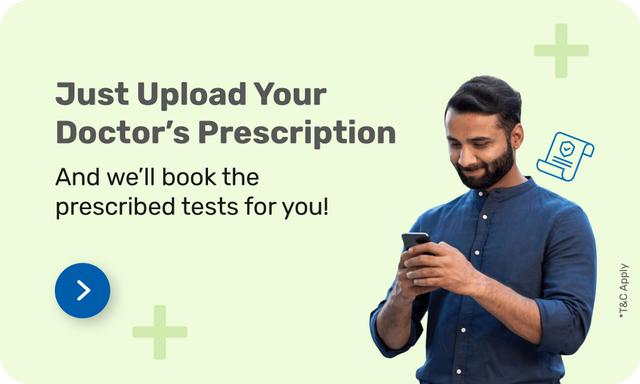 Just Upload Your
Doctor’s Prescription
And we’ll book the
prescribed tests for you!
*T&C Apply